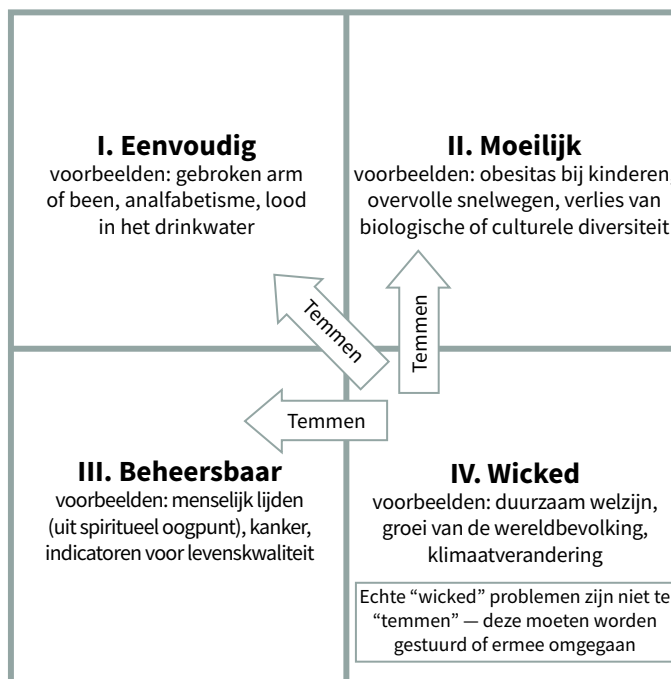 I. Eenvoudig
voorbeelden: gebroken arm
of been, analfabetisme, lood
in het drinkwater
II. Moeilijk
voorbeelden: obesitas bij kinderen,
overvolle snelwegen, verlies van
biologische of culturele diversiteit
Temmen
Temmen
Temmen
III. Beheersbaar
voorbeelden: menselijk lijden
(uit spiritueel oogpunt), kanker,
indicatoren voor levenskwaliteit
IV. Wicked
voorbeelden: duurzaam welzijn,
groei van de wereldbevolking,
klimaatverandering
Echte “wicked” problemen zijn niet te
“temmen” — deze moeten worden
gestuurd of ermee omgegaan